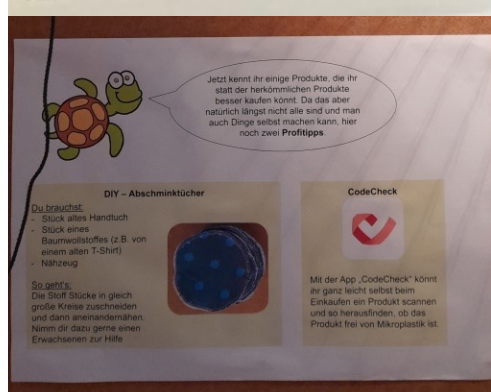 Jetzt kennt ihr einige Produkte, die ihr
statt der herkömmlichen Produkte
besser kaufen könnt. Da das aber
natürlich längst nicht alle sind und man
auch Dinge selbst machen kann, hier
noch zwei Profitipps.
DIY – Abschminktücher
Du brauchst:
- Stück altes Handtuch
- Stück eines
Baumwollstoffes (z.B. von
einem alten T-Shirt)
- Nähzeug
So geht's:
Die Stoff Stücke in gleich
große Kreise zuschneiden
und dann aneinandernähen.
Nimm dir dazu gerne einen
Erwachsenen zur Hilfe
CodeCheck
Mit der App „CodeCheck" könnt
ihr ganz leicht selbst beim
Einkaufen ein Produkt scannen
und so herausfinden, ob das
Produkt frei von Mikroplastik ist.